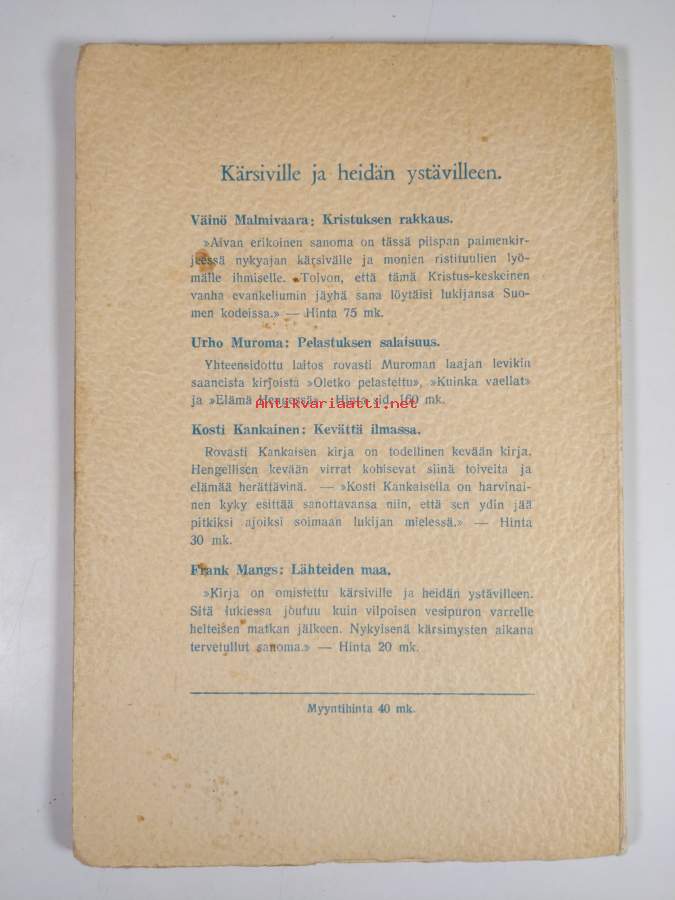 Kärsiville ja heidän ystävilleen.
Väinö Malmivaara: Kristuksen rakkaus.
»Aivan erikoinen sanoma on tässä piispan paimenkir-
jeessä nykyajan kärsivälle ja monien ristituulien lyö-
mälle ihmiselle. »Toivon, että tämä Kristus-keskeinen
vanha evankeliumin jäyhä sana löytäisi lukijansa Suo-
men kodeissa.» — Hinta 75 mk.
Urho Muroma: Pelastuksen salaisuus.
Yhteensidottu laitos rovasti Muroman laajan levikin
saaneista kirjoista »Oletko pelastettu», »Kuinka vaellat»
ja »Elämä Hengessä». Hinta sid. 160 mk.
Antikvariaatti.net
Kosti Kankainen: Kevättä ilmassa.
Rovasti Kankaisen kirja on todellinen kevään kirja.
Hengellisen kevään virrat kohisevat siinä toiveita ja
elämää herättävinä. — »Kosti Kankaisella on harvinai-
nen kyky esittää sanottavansa niin, että sen ydin jää
pitkiksi ajoiksi soimaan lukijan mielessä.» — Hinta
30 mk.
Frank Mangs: Lähteiden maa.
»Kirja on omistettu kärsiville ja heidän ystävilleen.
Sitä lukiessa joutuu kuin vilpoisen vesipuron varrelle
helteisen matkan jälkeen. Nykyisenä kärsimysten aikana
tervetullut sanoma.» — Hinta 20 mk.
Myyntihinta 40 mk.